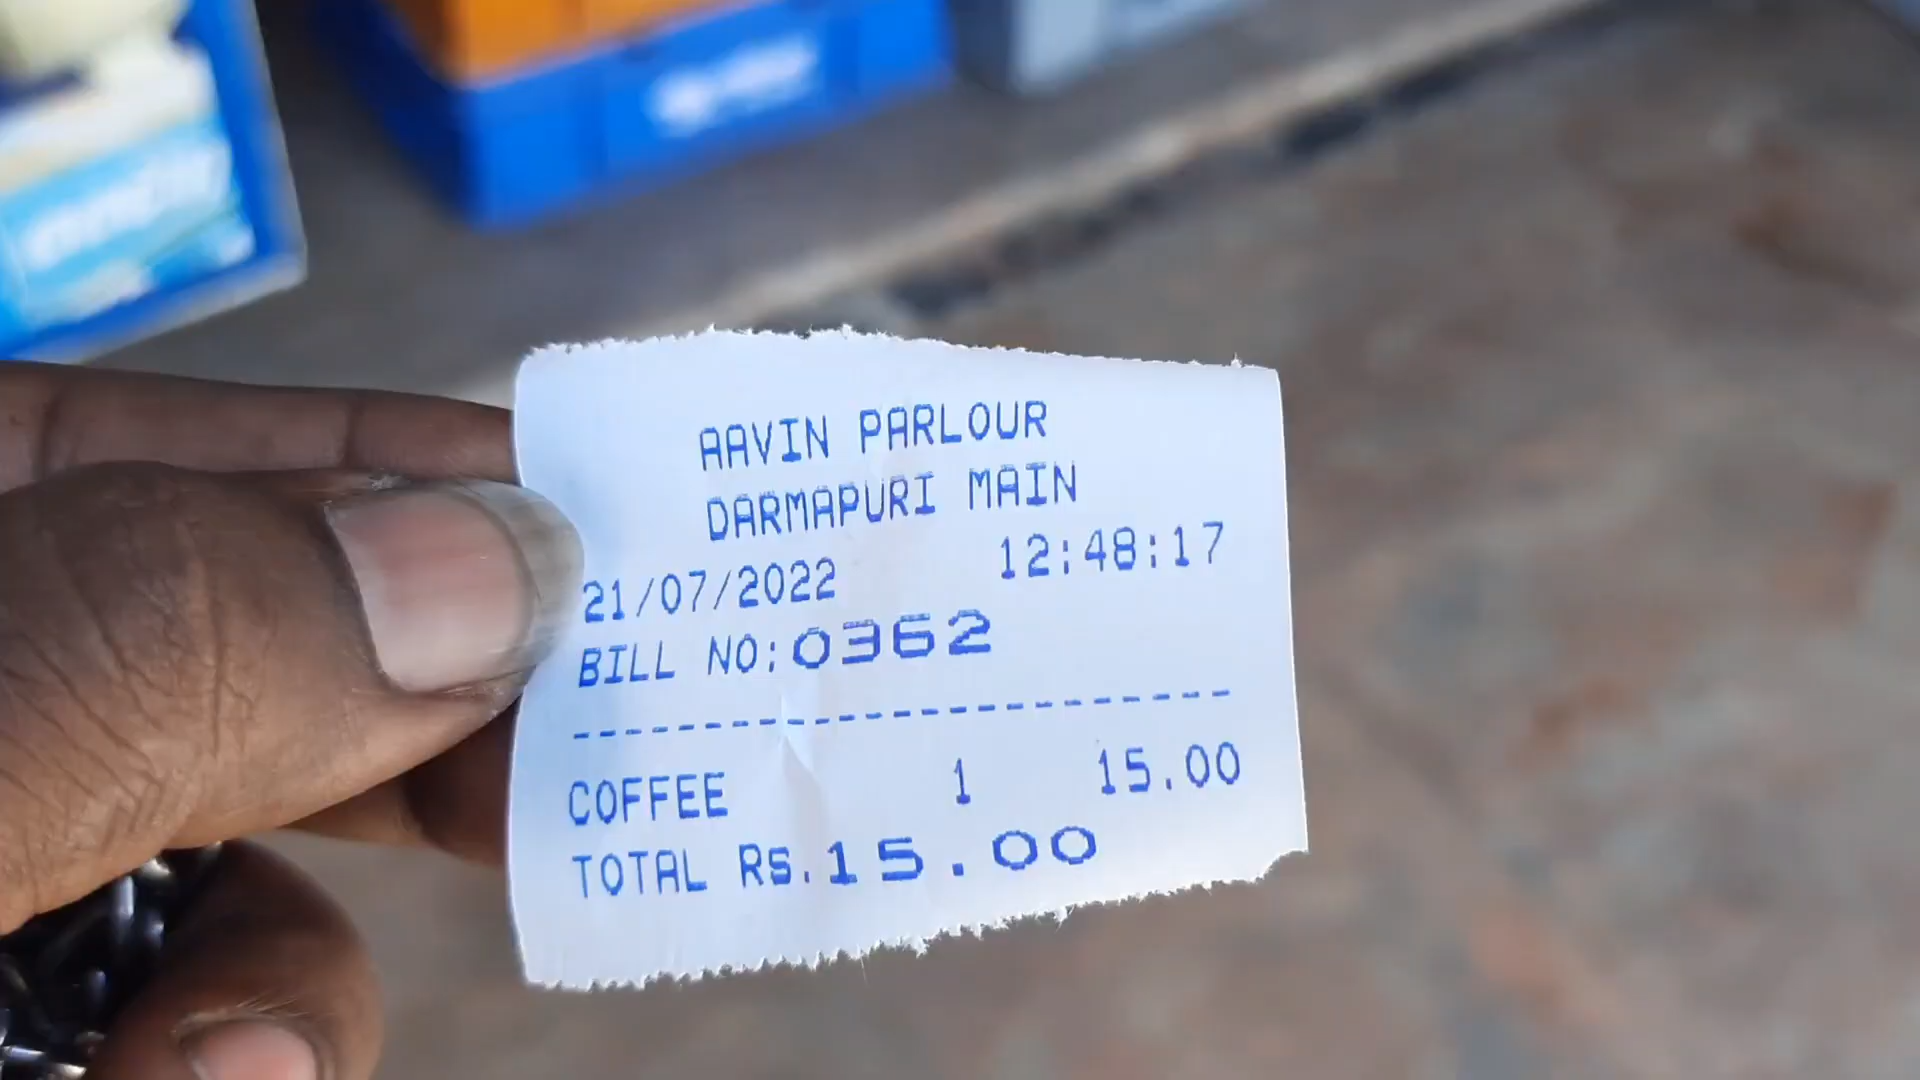 AAVIN PARLOUR
DARMAPURI MAIN
21/07/2022 12:48:17
BILL NO:0362
-----------------------
COFFEE 1 15.00
TOTAL Rs.15.00